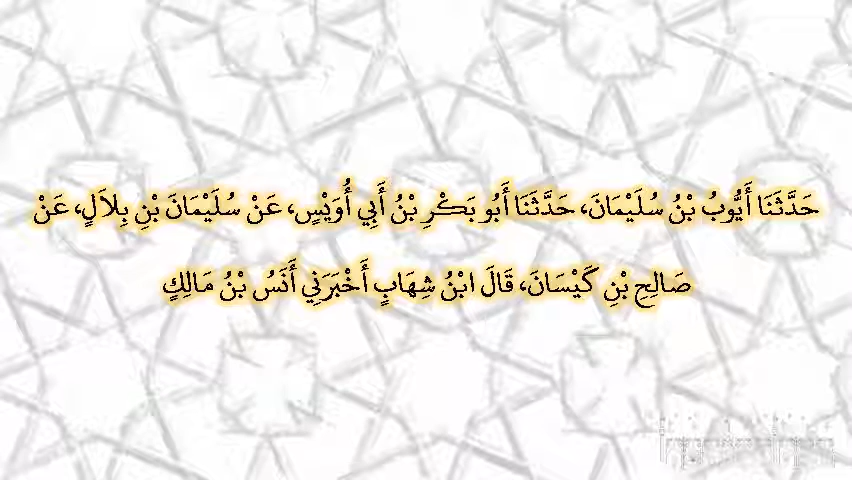 حَدَّثَنَا أَيُّوبُ بْنُ سُلَيْمَانَ، حَدَّثَنَا أَبُو بَكْرِ بْنُ أَبِي أُوَيْسٍ، عَنْ سُلَيْمَانَ بْنِ بِلاَلٍ، عَنْ
صَالِحِ بْنِ كَيْسَانَ، قَالَ ابْنُ شِهَابٍ أَخْبَرَنِي أَنَسُ بْنُ مَالِكٍ